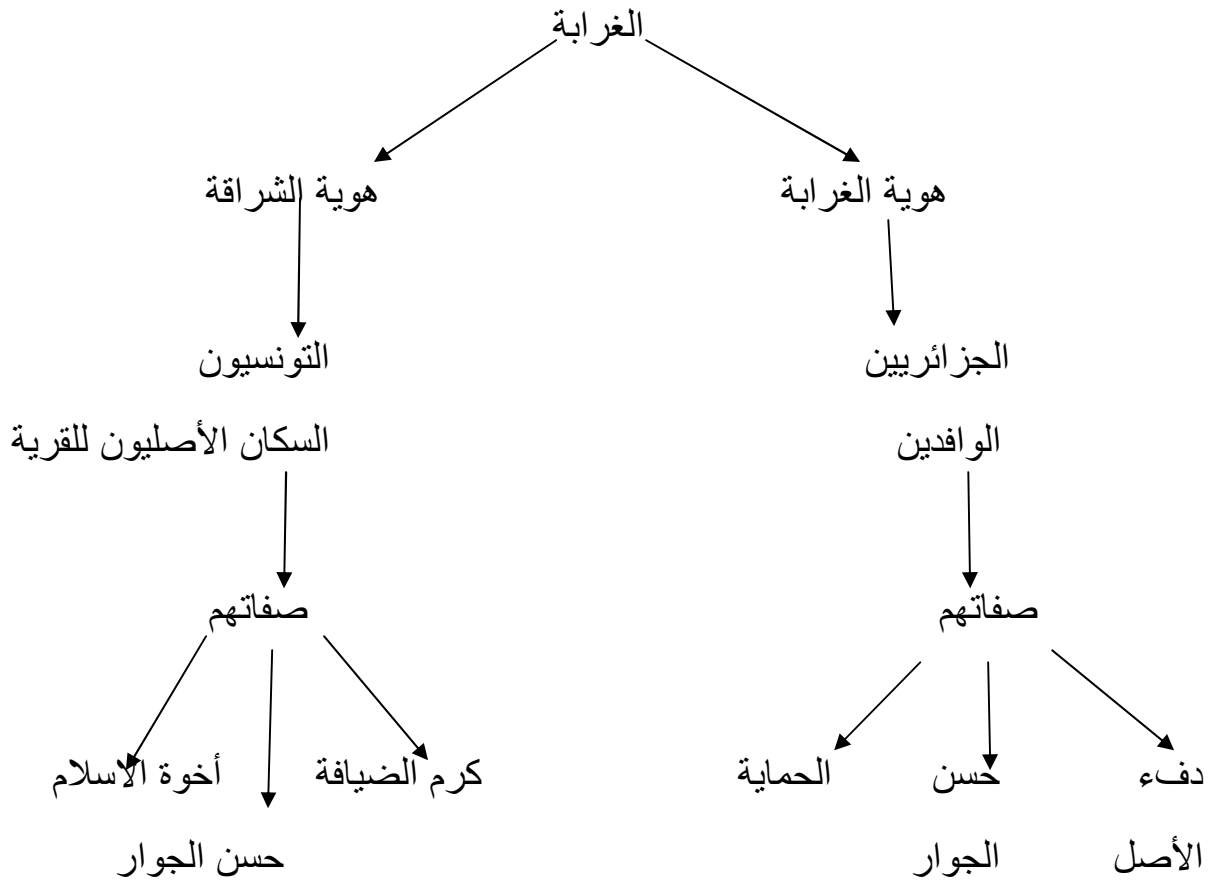 الغرابة
هوية الغرابة
هوية الشراقة
الجزائريين
التونسيون
الوافدين
السكان الأصليون للقرية
صفاتهم
صفاتهم
دفء
حسن
الحماية
كرم الضيافة
أخوة الاسلام
الأصل
الجوار
حسن الجوار